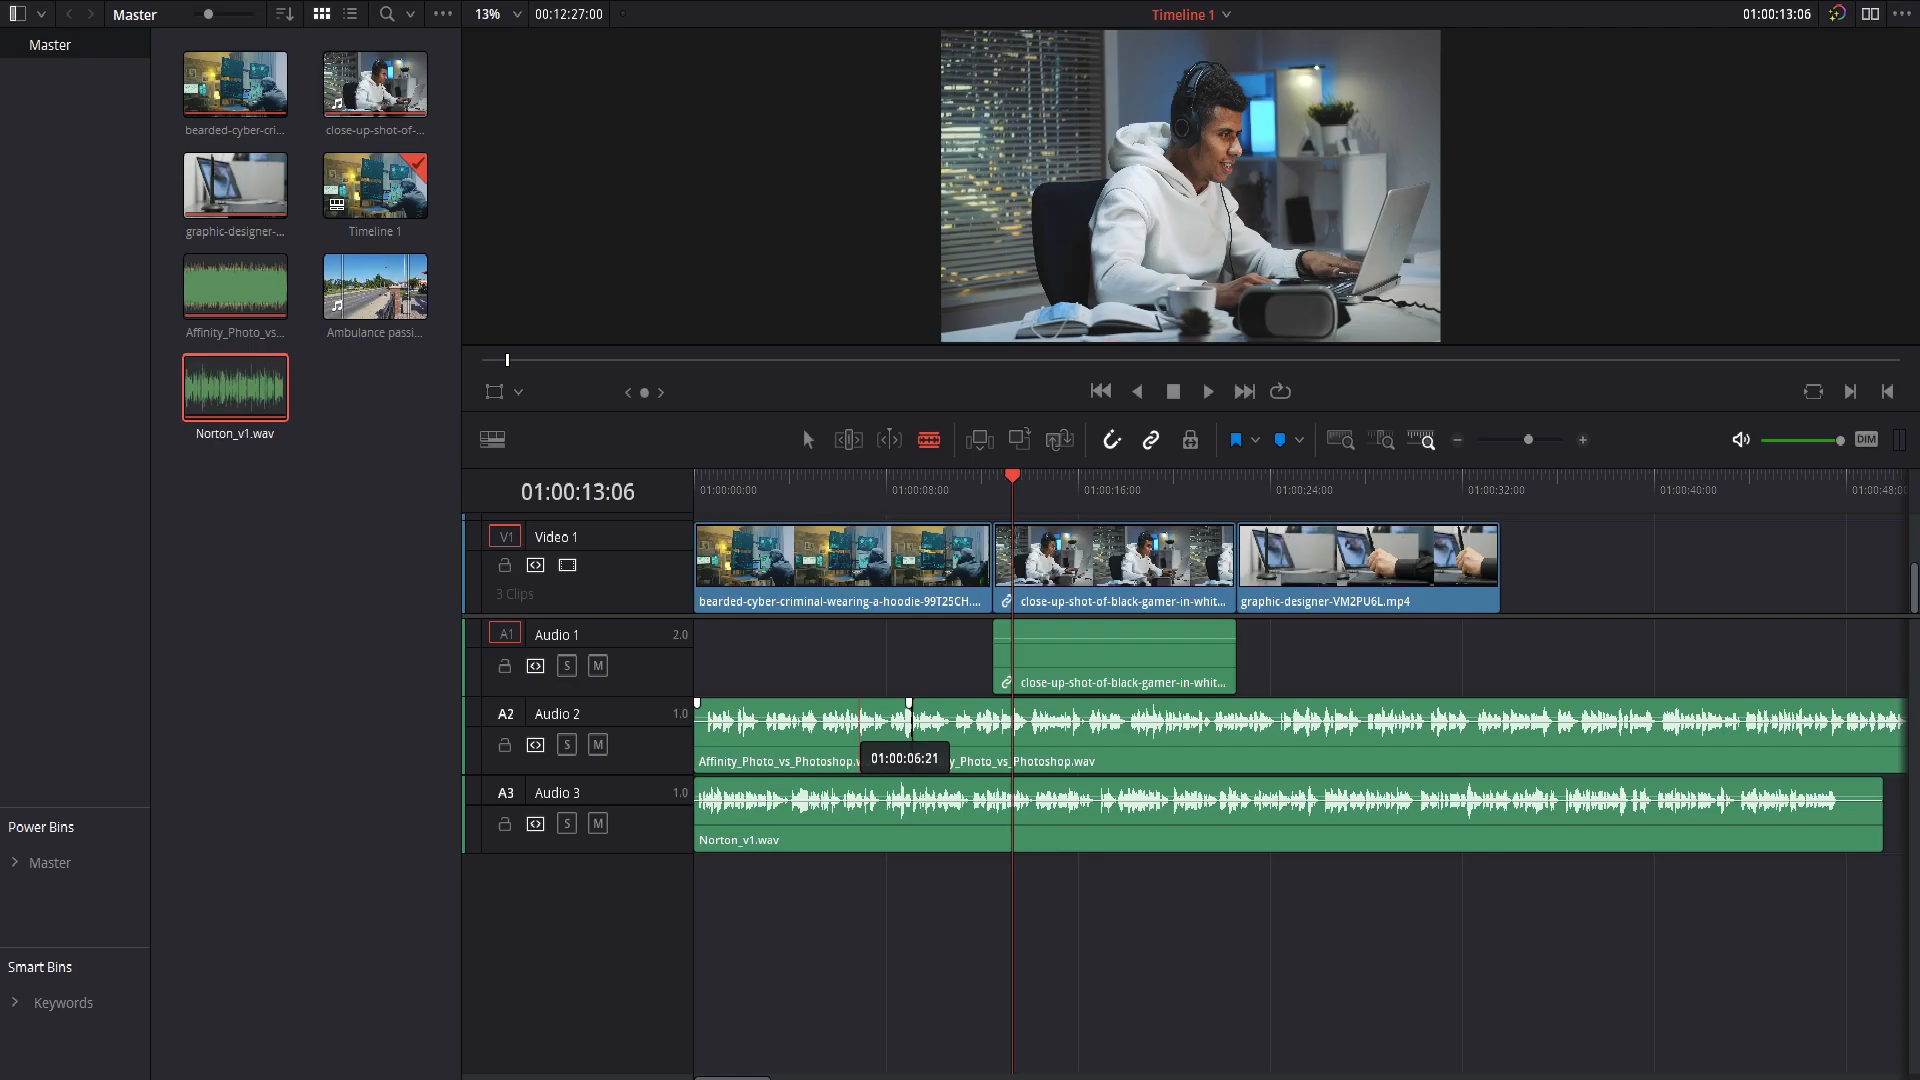 Master
13%
00:12:27:00
Timeline 1
01:00:13:06
Master
bearded-cyber-cri...
close-up-shot-of-...
graphic-designer-...
Timeline 1
Affinity_Photo_vs...
Ambulance passi...
Norton_v1.wav
DIM
01:00:13:06
01:00:00:00
01:00:08:00
01:00:16:00
01:00:24:00
01:00:32:00
01:00:40:00
01:00:48:0
V1
Video 1
3 Clips
bearded-cyber-criminal-wearing-a-hoodie-99T25CH....
close-up-shot-of-black-gamer-in-whit...
graphic-designer-VM2PU6L.mp4
A1
Audio 1
2.0
S
M
close-up-shot-of-black-gamer-in-whit...
A2
Audio 2
1.0
S
M
Affinity_Photo_vs_Photoshop.
01:00:06:21
y_Photo_vs_Photoshop.wav
A3
Audio 3
1.0
S
M
Norton_v1.wav
Power Bins
Master
Smart Bins
Keywords